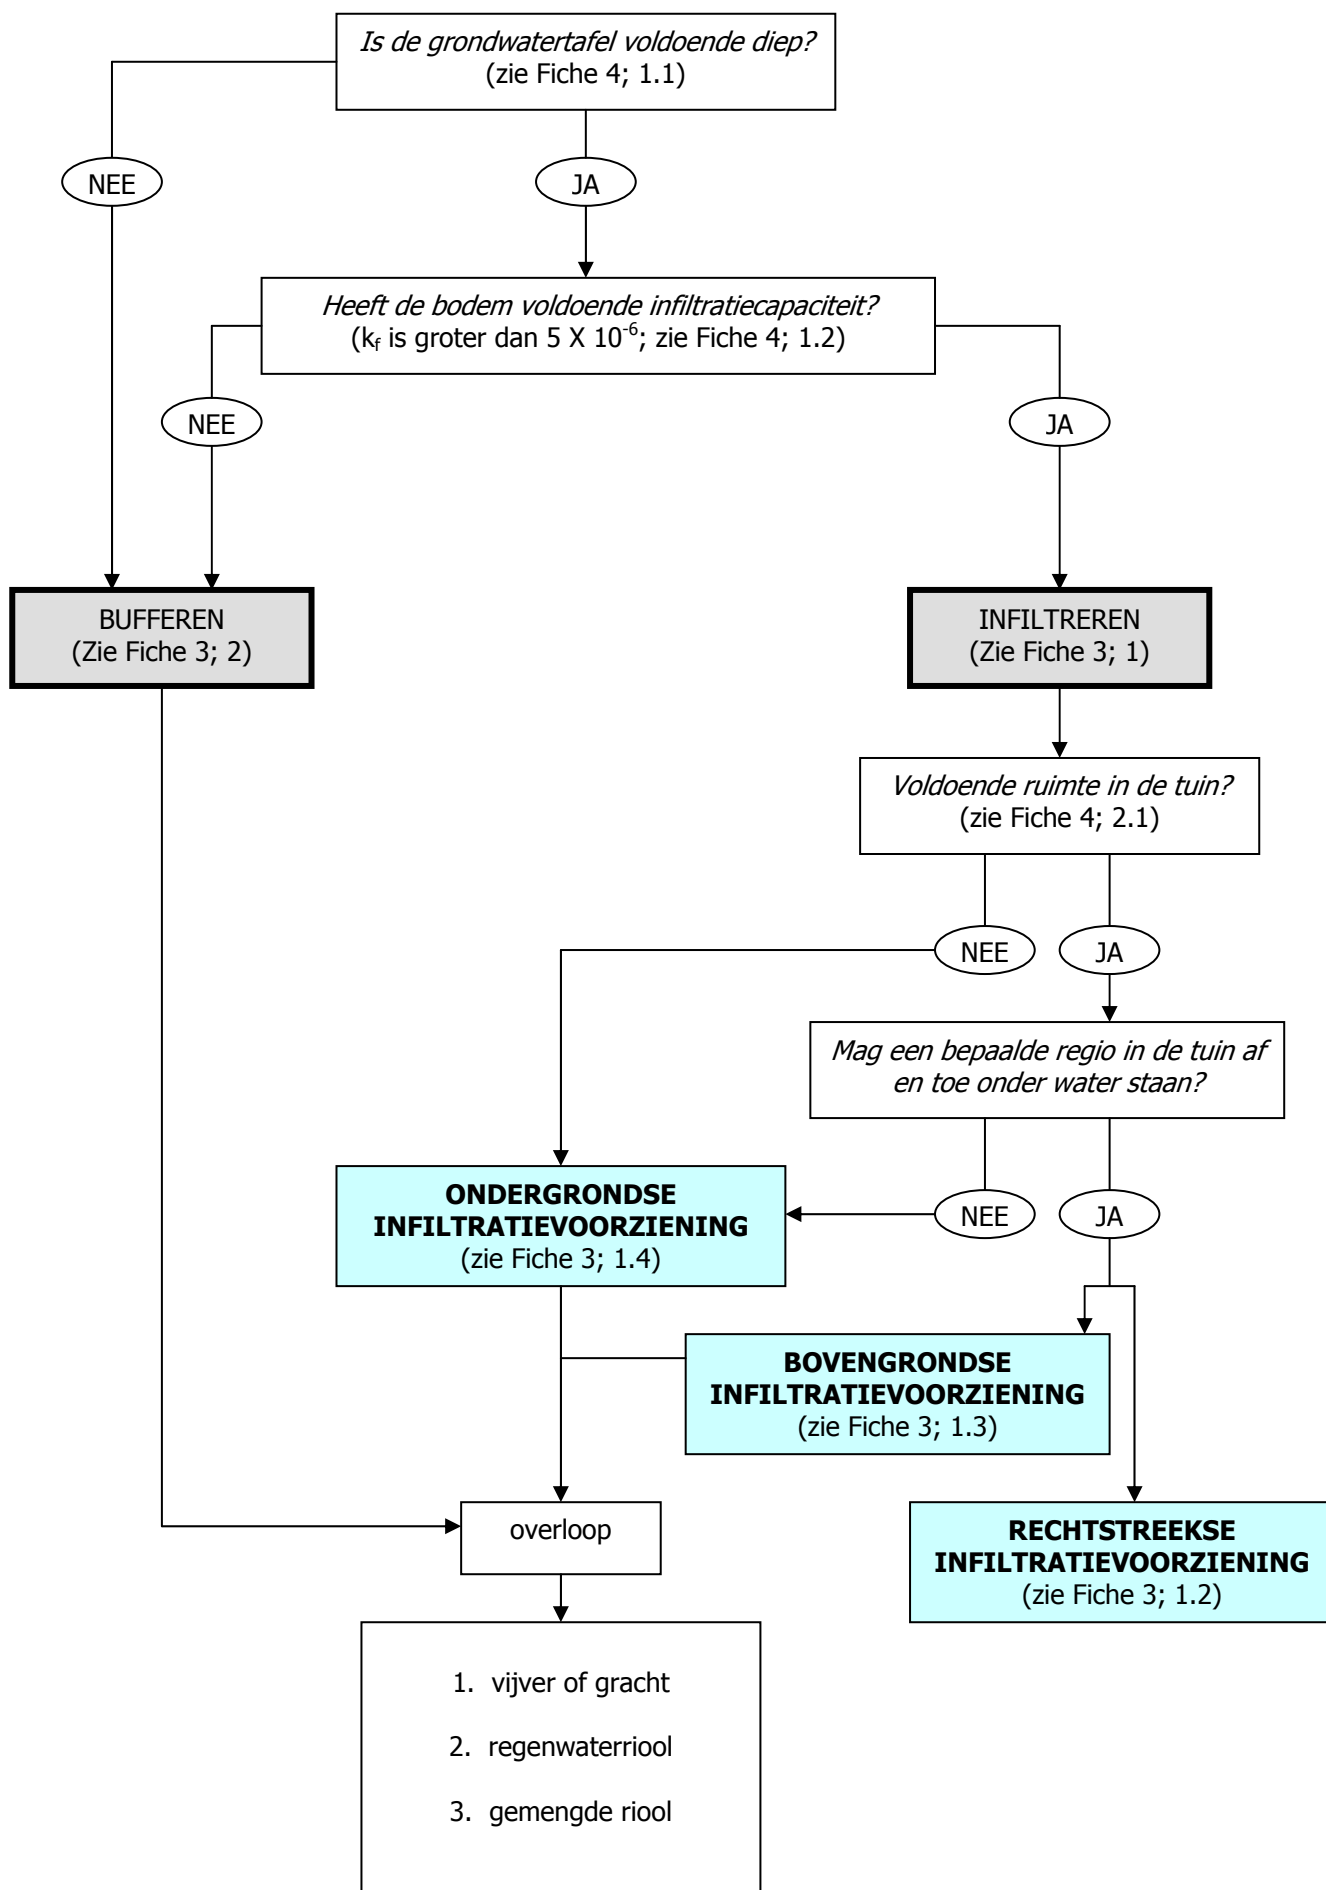 Is de grondwatertafel voldoende diep?
(zie Fiche 4; 1.1)
NEE
JA
Heeft de bodem voldoende infiltratiecapaciteit?
(k_f is groter dan 5 X 10^-6; zie Fiche 4; 1.2)
NEE
JA
BUFFEREN
(Zie Fiche 3; 2)
INFILTREREN
(Zie Fiche 3; 1)
Voldoende ruimte in de tuin?
(zie Fiche 4; 2.1)
NEE
JA
Mag een bepaalde regio in de tuin af
en toe onder water staan?
ONDERGRONDSE
INFILTRATIEVOORZIENING
(zie Fiche 3; 1.4)
NEE
JA
BOVENGRONDSE
INFILTRATIEVOORZIENING
(zie Fiche 3; 1.3)
overloop
RECHTSTREEKSE
INFILTRATIEVOORZIENING
(zie Fiche 3; 1.2)
1. vijver of gracht
2. regenwaterriool
3. gemengde riool